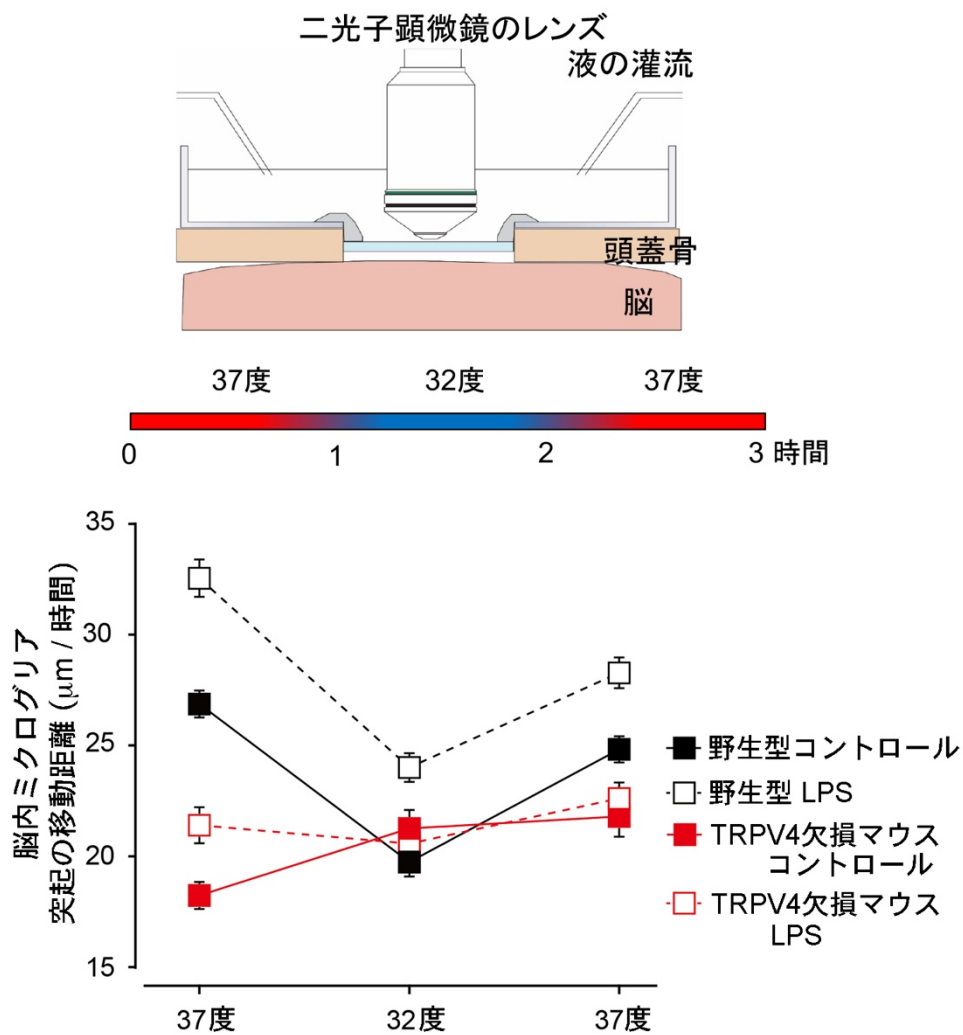 二光子顕微鏡のレンズ
液の灌流
頭蓋骨
脳
37度 32度 37度
0 1 2 3 時間
脳内ミクログリア
突起の移動距離 (μm / 時間)
35
30
25
20
15
37度 32度 37度
野生型コントロール
野生型 LPS
TRPV4欠損マウス
コントロール
TRPV4欠損マウス
LPS